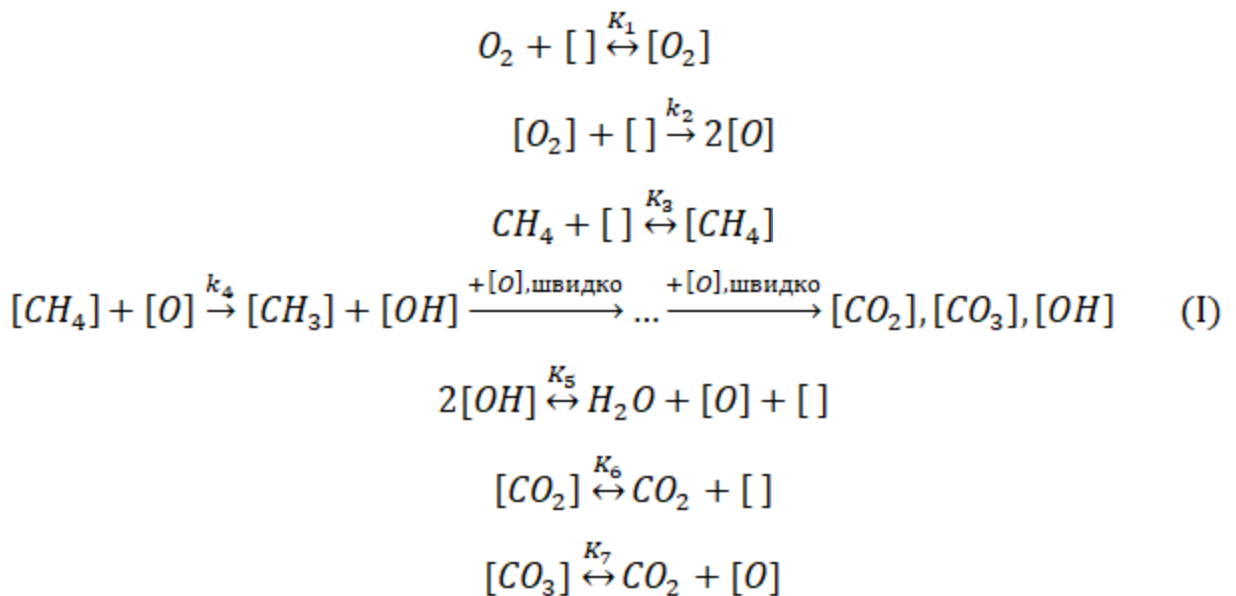 O₂ + [ ] K₁ ↔ [O₂]
[O₂] + [ ] k₂ → 2[O]
CH₄ + [ ] K₃ ↔ [CH₄]
[CH₄] + [O] k₄ → [CH₃] + [OH] +[O],швидко → ... +[O],швидко → [CO₂], [CO₃], [OH] (I)
2[OH] K₅ ↔ H₂O + [O] + [ ]
[CO₂] K₆ ↔ CO₂ + [ ]
[CO₃] K₇ ↔ CO₂ + [O]